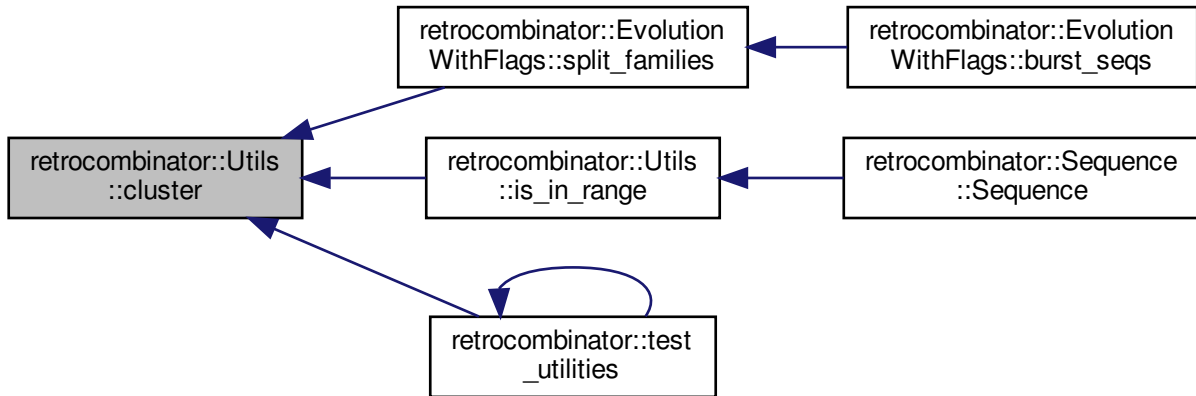 retrocombinator::Evolution
WithFlags::split_families
retrocombinator::Evolution
WithFlags::burst_seqs
retrocombinator::Utils
::cluster
retrocombinator::Utils
::is_in_range
retrocombinator::Sequence
::Sequence
retrocombinator::test
_utilities